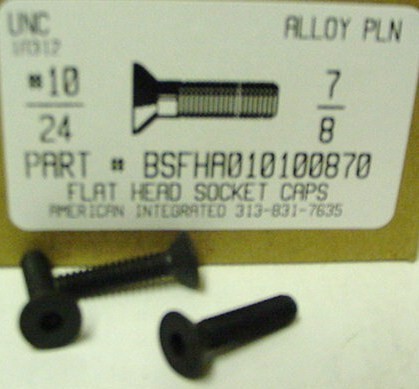 UNC ALLOY PLN
#10 7
24 8
PART # BSFHA010100870
FLAT HEAD SOCKET CAPS
AMERICAN INTEGRATED 313-831-7635